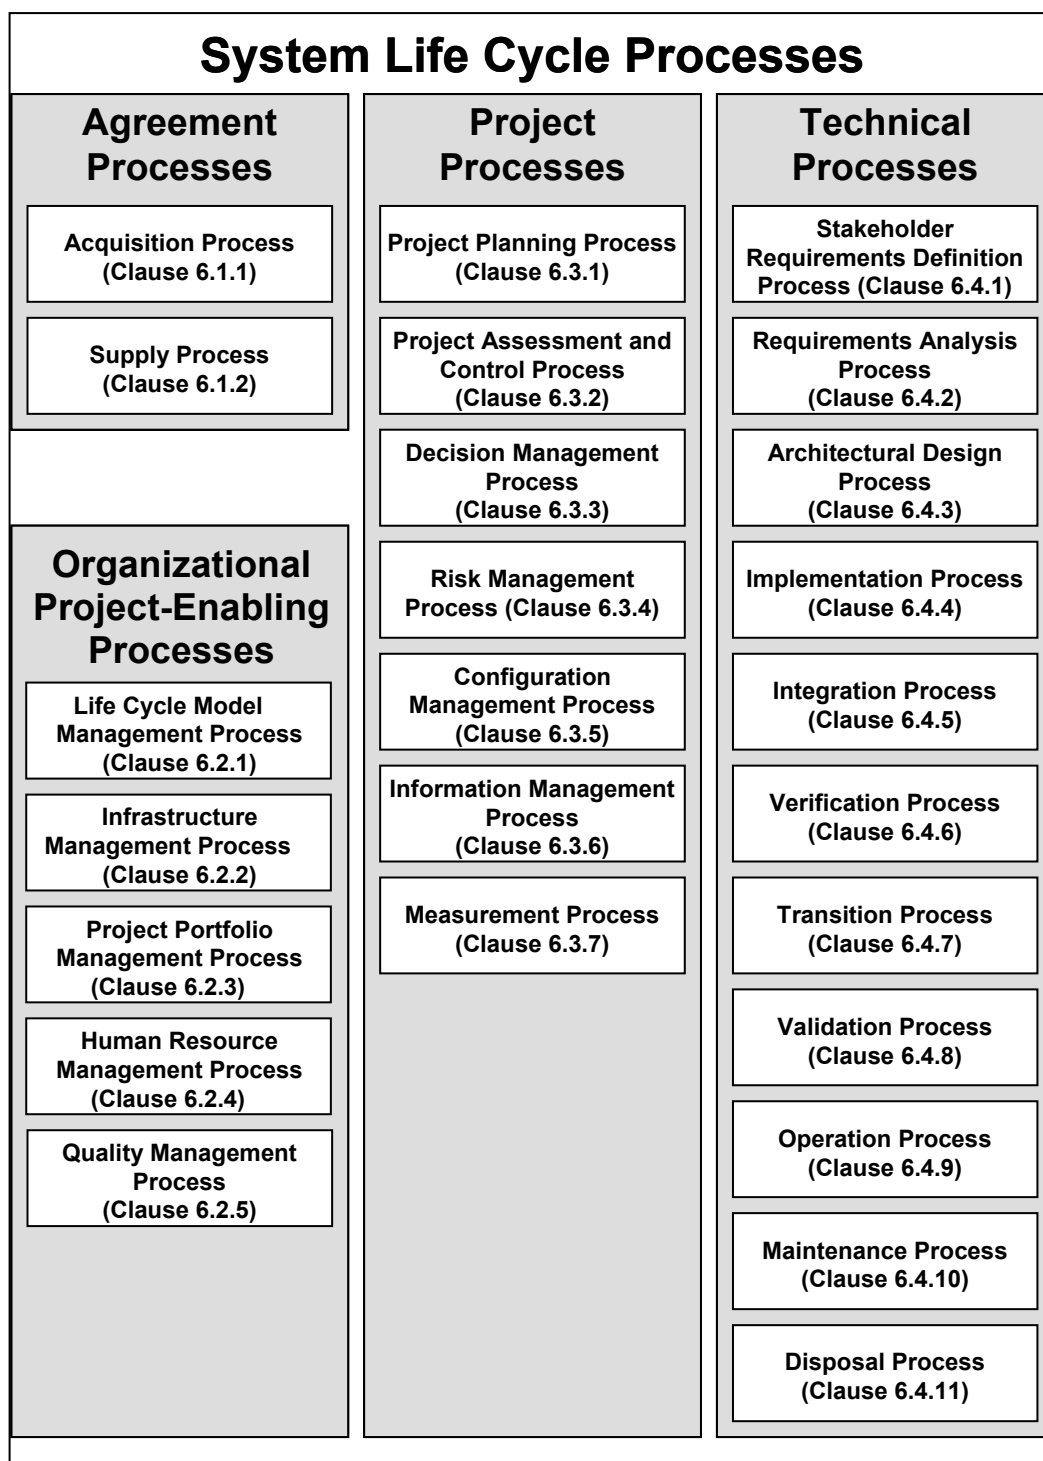 System Life Cycle Processes
Agreement
Processes
Acquisition Process
(Clause 6.1.1)
Supply Process
(Clause 6.1.2)
Organizational
Project-Enabling
Processes
Life Cycle Model
Management Process
(Clause 6.2.1)
Infrastructure
Management Process
(Clause 6.2.2)
Project Portfolio
Management Process
(Clause 6.2.3)
Human Resource
Management Process
(Clause 6.2.4)
Quality Management
Process
(Clause 6.2.5)
Project
Processes
Project Planning Process
(Clause 6.3.1)
Project Assessment and
Control Process
(Clause 6.3.2)
Decision Management
Process
(Clause 6.3.3)
Risk Management
Process (Clause 6.3.4)
Configuration
Management Process
(Clause 6.3.5)
Information Management
Process
(Clause 6.3.6)
Measurement Process
(Clause 6.3.7)
Technical
Processes
Stakeholder
Requirements Definition
Process (Clause 6.4.1)
Requirements Analysis
Process
(Clause 6.4.2)
Architectural Design
Process
(Clause 6.4.3)
Implementation Process
(Clause 6.4.4)
Integration Process
(Clause 6.4.5)
Verification Process
(Clause 6.4.6)
Transition Process
(Clause 6.4.7)
Validation Process
(Clause 6.4.8)
Operation Process
(Clause 6.4.9)
Maintenance Process
(Clause 6.4.10)
Disposal Process
(Clause 6.4.11)